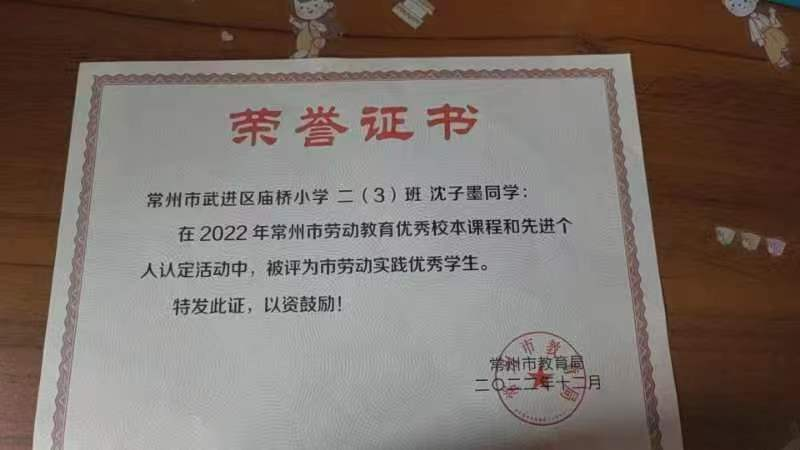 荣誉证书
常州市武进区庙桥小学 二（3）班 沈子墨同学：
在 2022 年常州市劳动教育优秀校本课程和先进个
人认定活动中，被评为市劳动实践优秀学生。
特发此证，以资鼓励！
常州市教育局
二〇二二年十二月